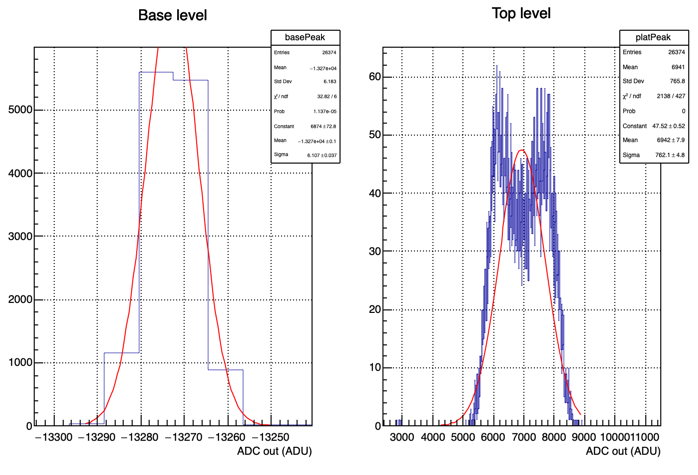 Base level
basePeak
Entries 26374
Mean −1.327e+04
Std Dev 6.183
χ² / ndf 32.82 / 6
Prob 1.137e-05
Constant 6874 ± 72.8
Mean −1.327e+04 ± 0.1
Sigma 6.107 ± 0.037
5000
4000
3000
2000
1000
0
−13300 −13290 −13280 −13270 −13260 −13250
ADC out (ADU)
Top level
platPeak
Entries 26374
Mean 6941
Std Dev 765.8
χ² / ndf 2138 / 427
Prob 0
Constant 47.52 ± 0.52
Mean 6942 ± 7.9
Sigma 762.1 ± 4.8
60
50
40
30
20
10
0
3000 4000 5000 6000 7000 8000 9000 10000 11000
ADC out (ADU)